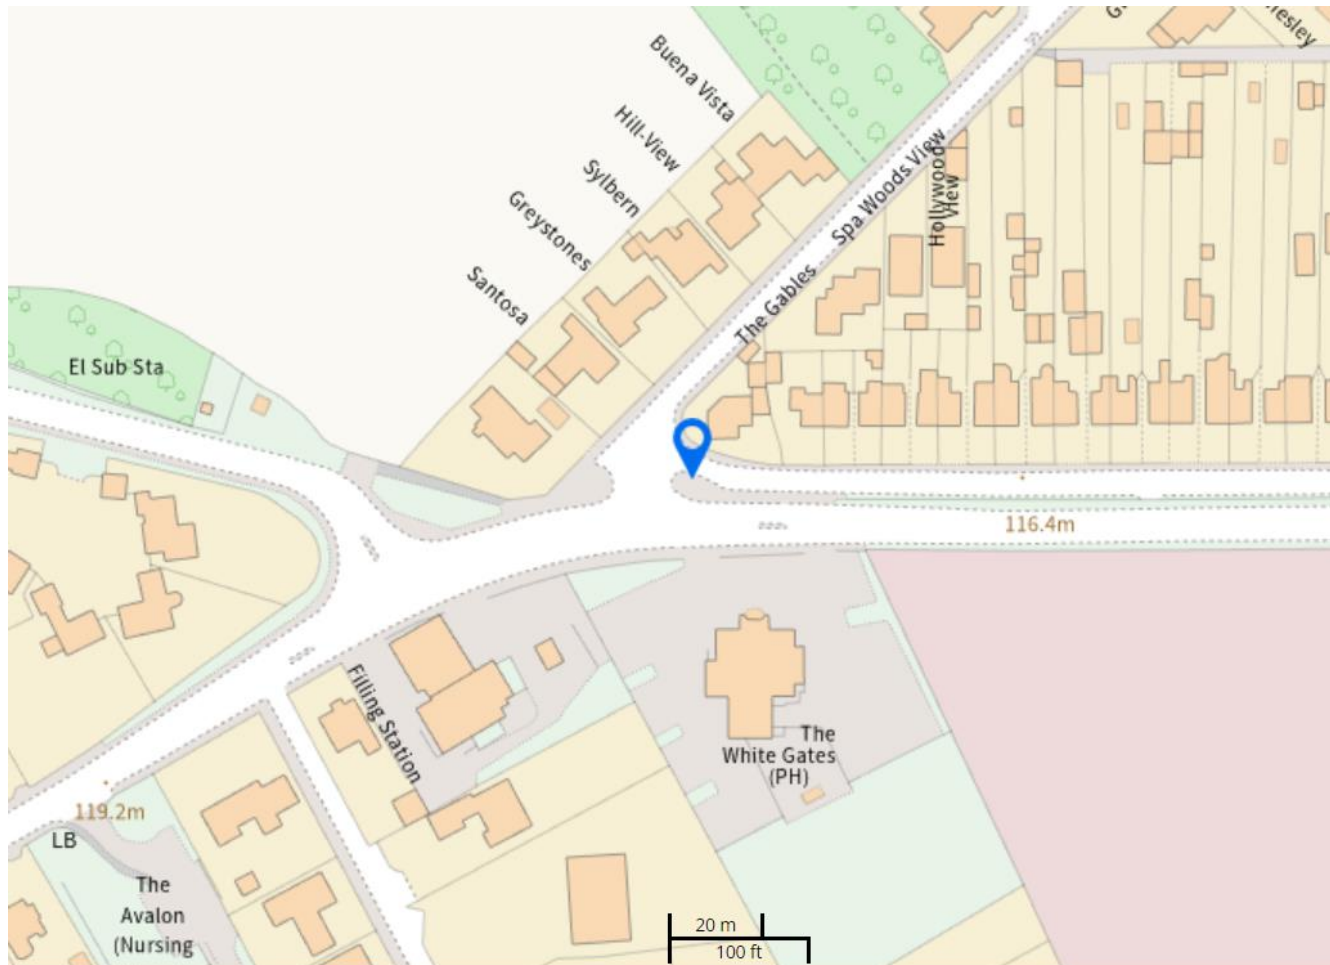 Buena Vista
Hill-View
Sylbern
Greystones
Santosa
Spa Woods View
Hollywood
View
The Gables
El Sub Sta
116.4m
Filling Station
The
White Gates
(PH)
119.2m
LB
The
Avalon
(Nursing
20 m
100 ft